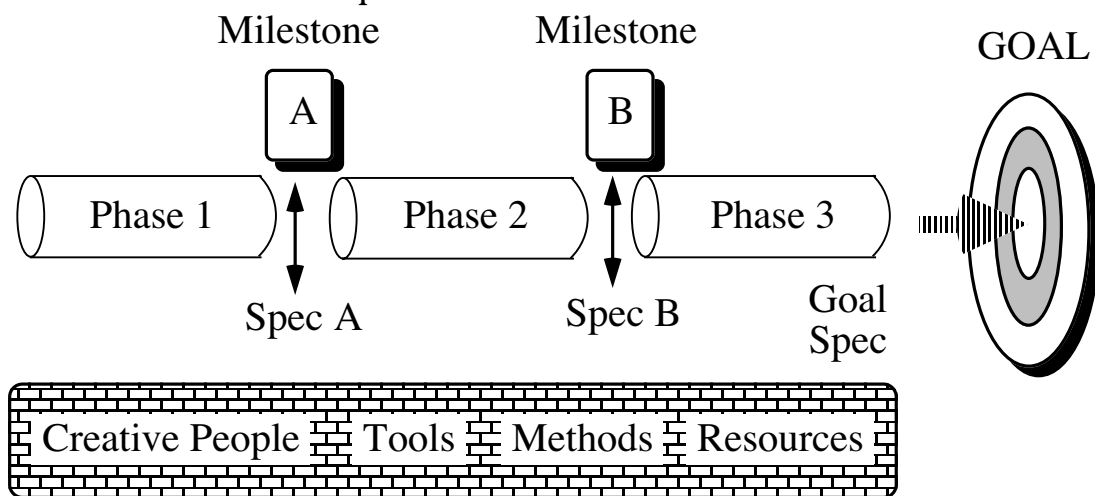 Milestone
Milestone
GOAL
A
B
Phase 1
Phase 2
Phase 3
Spec A
Spec B
Goal
Spec
Creative People
Tools
Methods
Resources